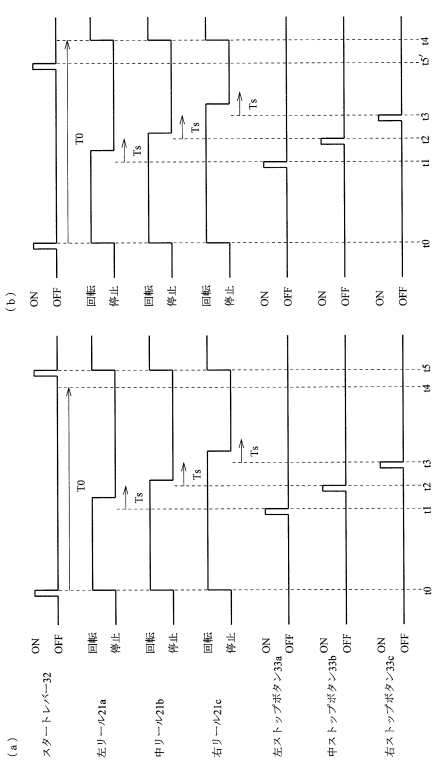 (a)
スタートレバー32
ON
OFF
T0
左リール21a
回転
停止
Ts
中リール21b
回転
停止
Ts
右リール21c
回転
停止
Ts
左ストップボタン33a
ON
OFF
中ストップボタン33b
ON
OFF
右ストップボタン33c
ON
OFF
t0
t1
t2
t3
t4
t5
(b)
ON
OFF
T0
回転
停止
Ts
回転
停止
Ts
回転
停止
Ts
ON
OFF
ON
OFF
ON
OFF
t0
t1
t2
t3
t5'
t4